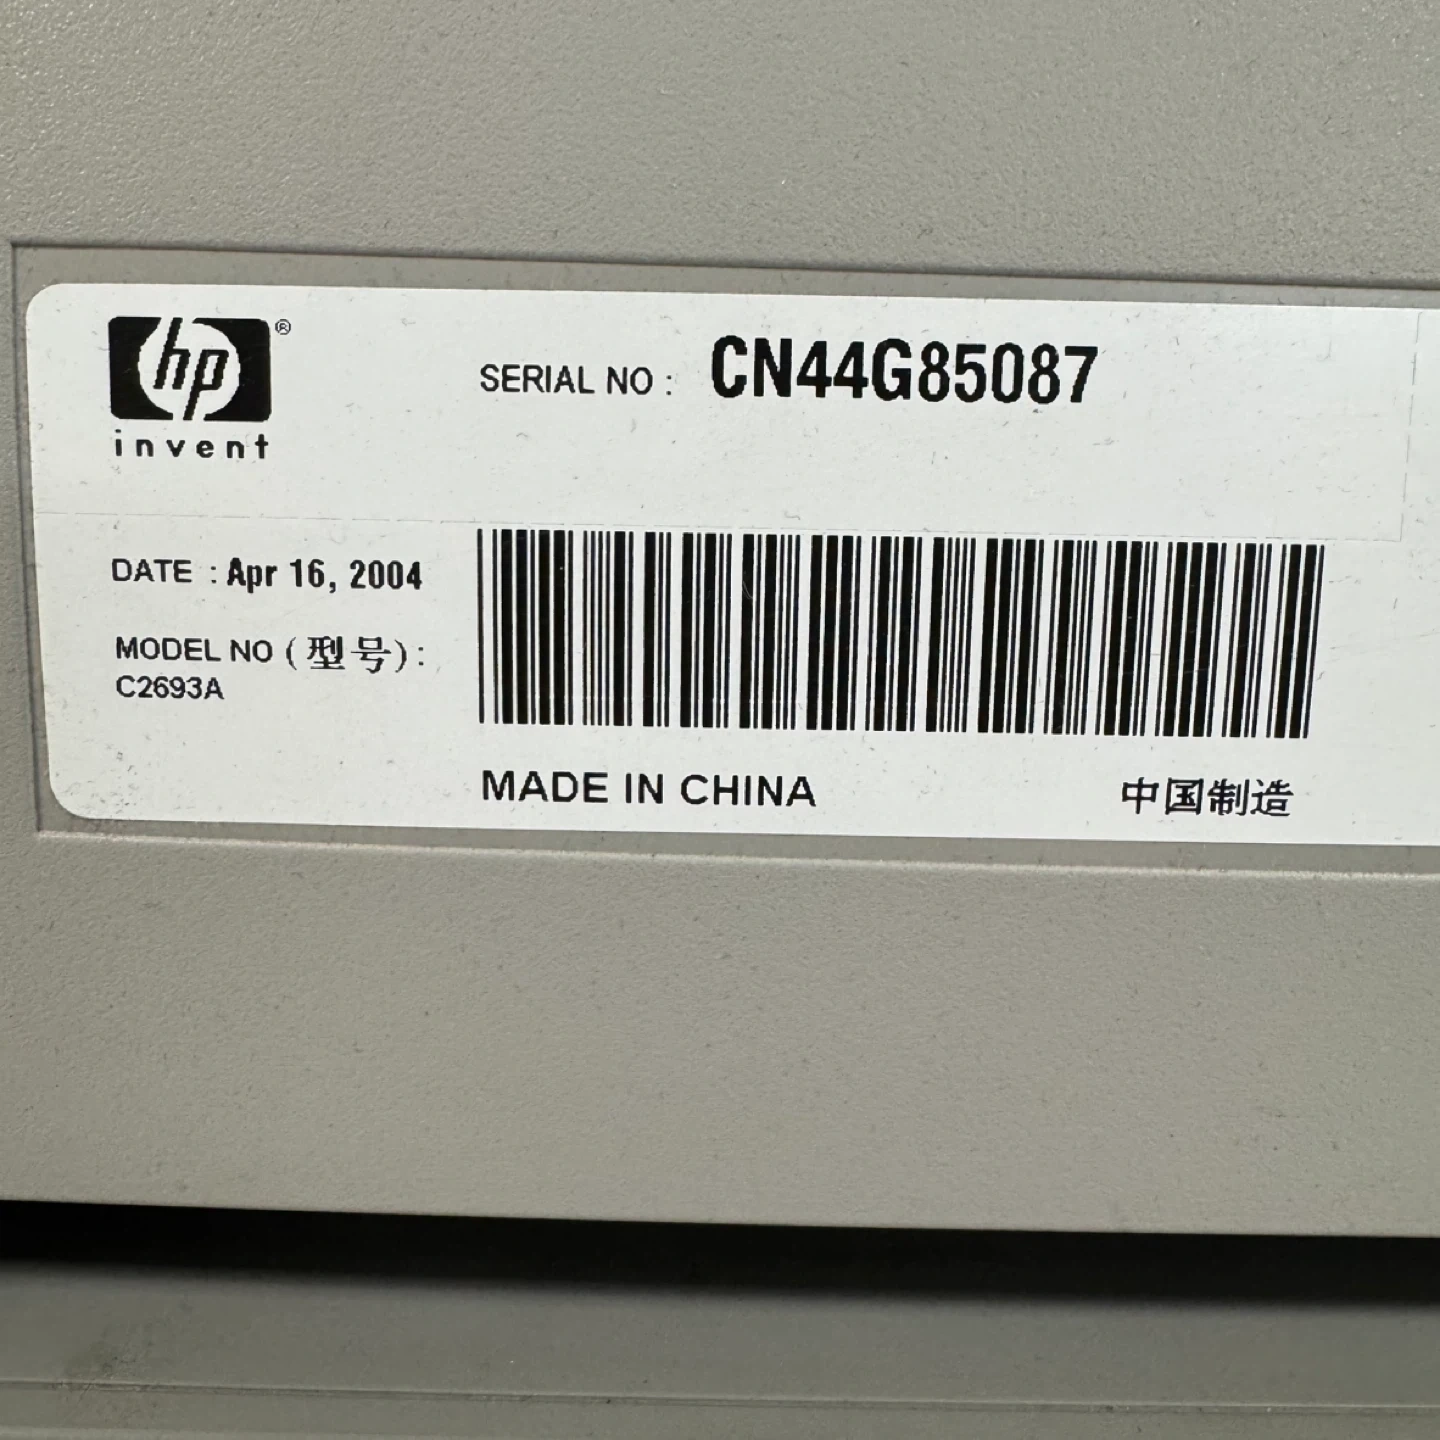 hp®
invent
SERIAL NO : CN44G85087
DATE : Apr 16, 2004
MODEL NO (型号) :
C2693A
MADE IN CHINA 中国制造